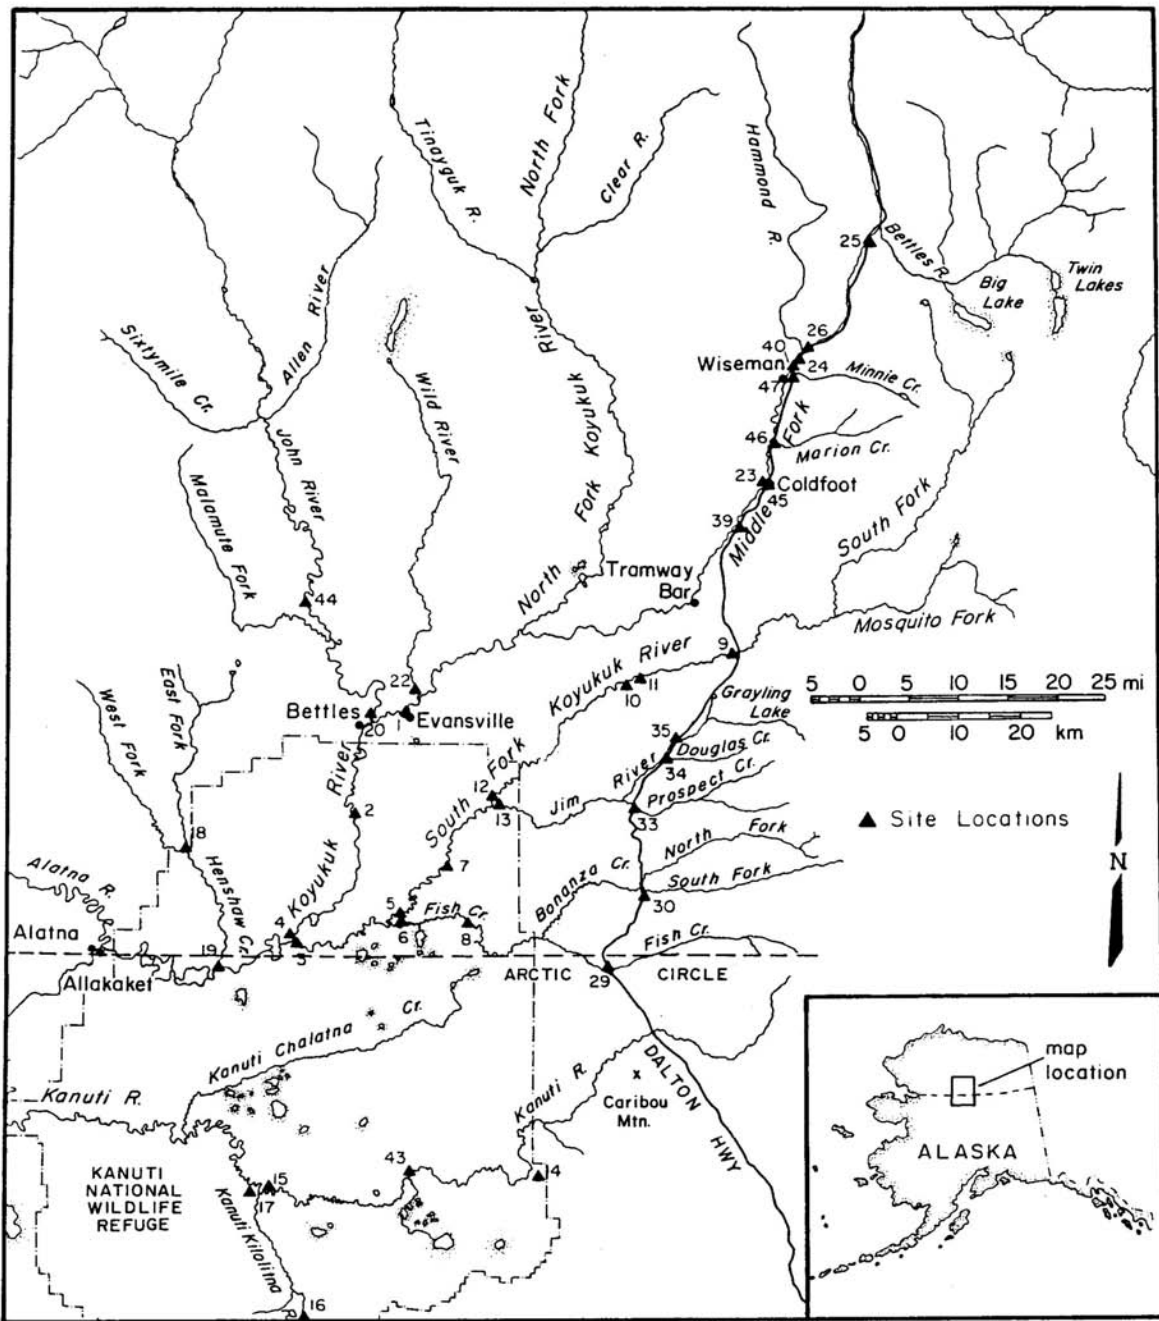 Tinayguk R.
North Fork
Clear R.
Hammond R.
25
Bettles R.
Big Lake
Twin Lakes
Sixtymile Cr.
Allen River
Wild River
River
North Fork Koyukuk
26
40
Wiseman
24
47
Minnie Cr.
46
Fork
Marion Cr.
23
Coldfoot
45
39
Middle
South Fork
John River
Malamute Fork
44
Tramway Bar
Mosquito Fork
9
Koyukuk River
11
10
22
Bettles
20
Evansville
West Fork
East Fork
Grayling Lake
35
Douglas Cr.
34
River
Prospect Cr.
33
Jim
12
13
South Fork
River
2
5 0 5 10 15 20 25 mi
5 0 10 20 km
▲ Site Locations
N
18
7
North Fork
South Fork
Bonanza Cr.
30
Alatna R.
Henshaw Cr.
Koyukuk
4
3
5
6
Fish Cr.
8
Fish Cr.
Alatna
19
Allakaket
ARCTIC CIRCLE
29
Kanuti Chalatna Cr.
Kanuti R.
Kanuti R.
x
Caribou Mtn.
DALTON HWY
map location
ALASKA
KANUTI
NATIONAL
WILDLIFE
REFUGE
43
14
15
17
Kanuti Kilolitna
16